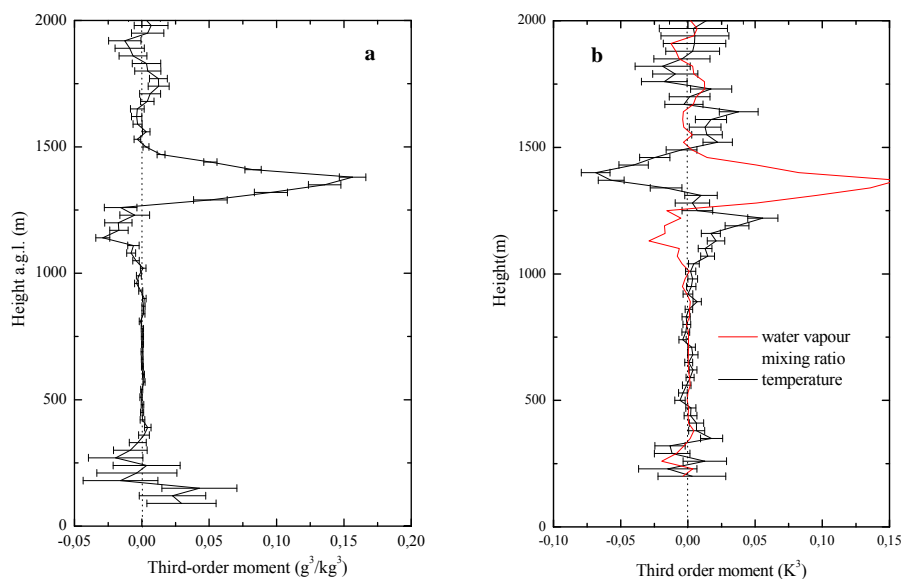 2000
1500
1000
500
0
Height a.g.l. (m)
a
-0,05
0,00
0,05
0,10
0,15
0,20
Third-order moment (g³/kg³)
2000
1500
1000
500
0
Height(m)
b
water vapour
mixing ratio
temperature
-0,10
-0,05
0,00
0,05
0,10
0,15
Third order moment (K³)